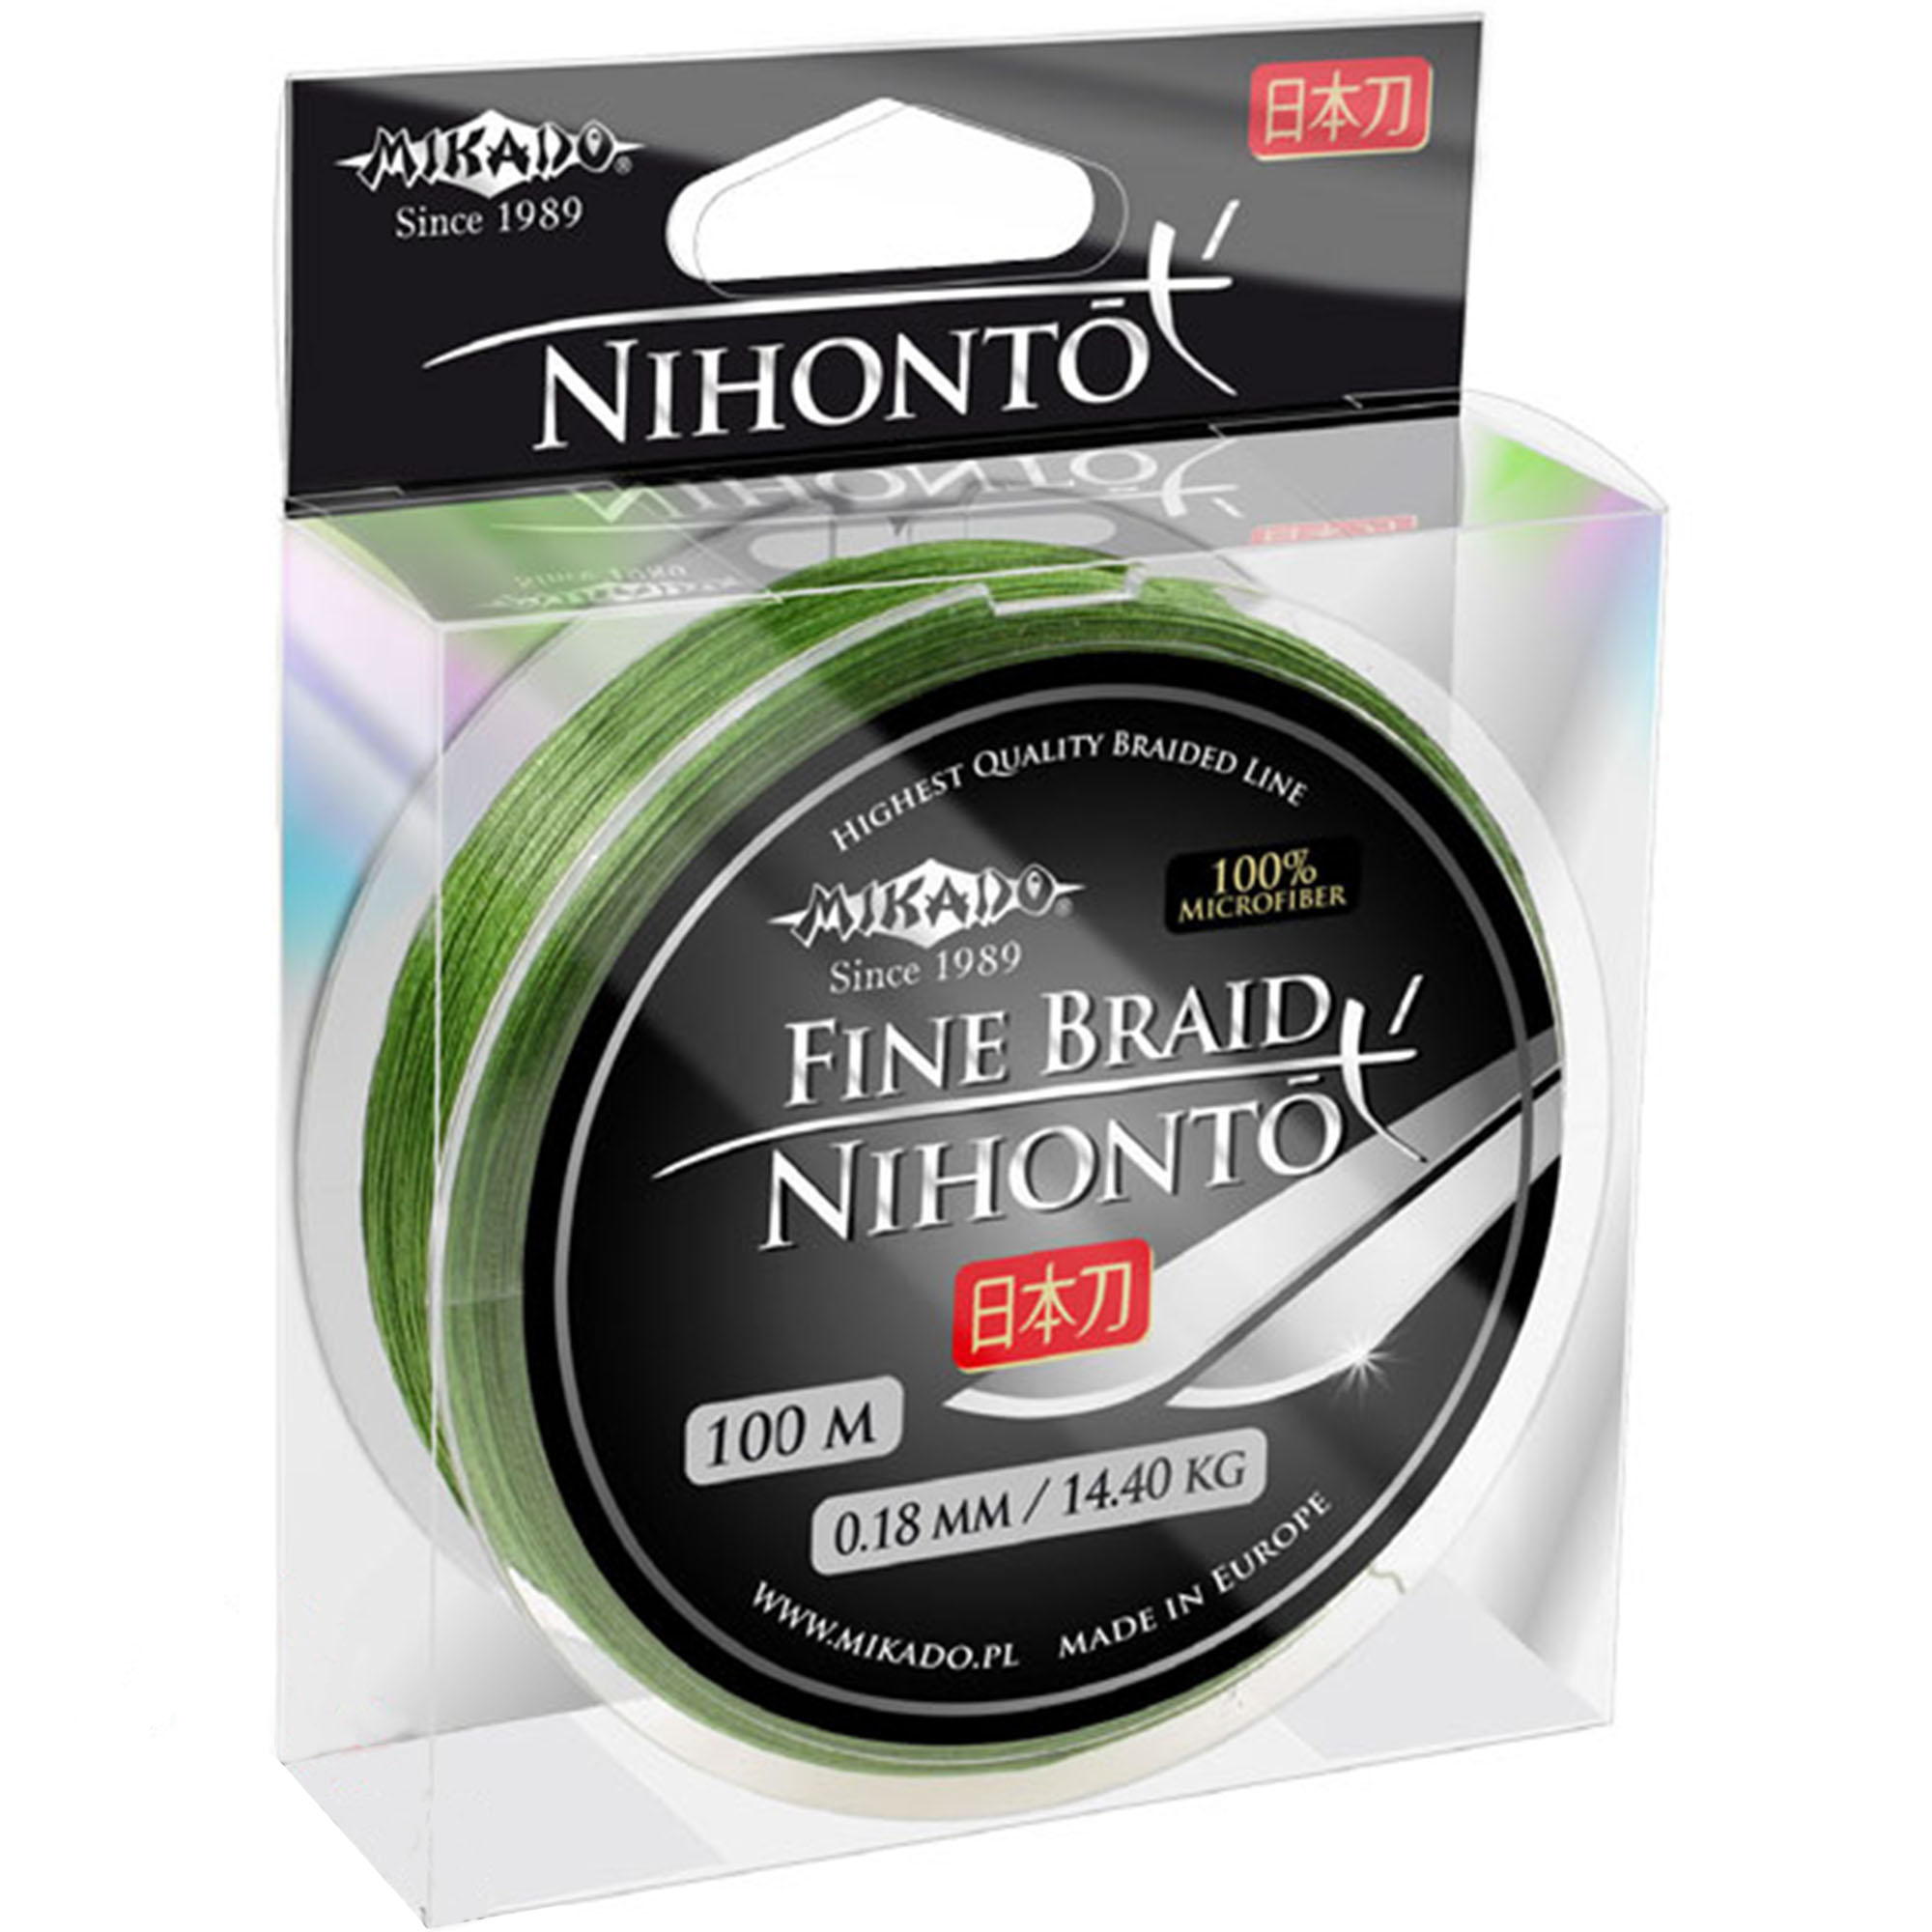 MIKADO®
Since 1989
日本刀
NIHONTŌ
HIGHEST QUALITY BRAIDED LINE
MIKADO®
Since 1989
100%
MICROFIBER
FINE BRAID
NIHONTŌ
日本刀
100 M
0.18 MM / 14.40 KG
WWW.MIKADO.PL MADE IN EUROPE